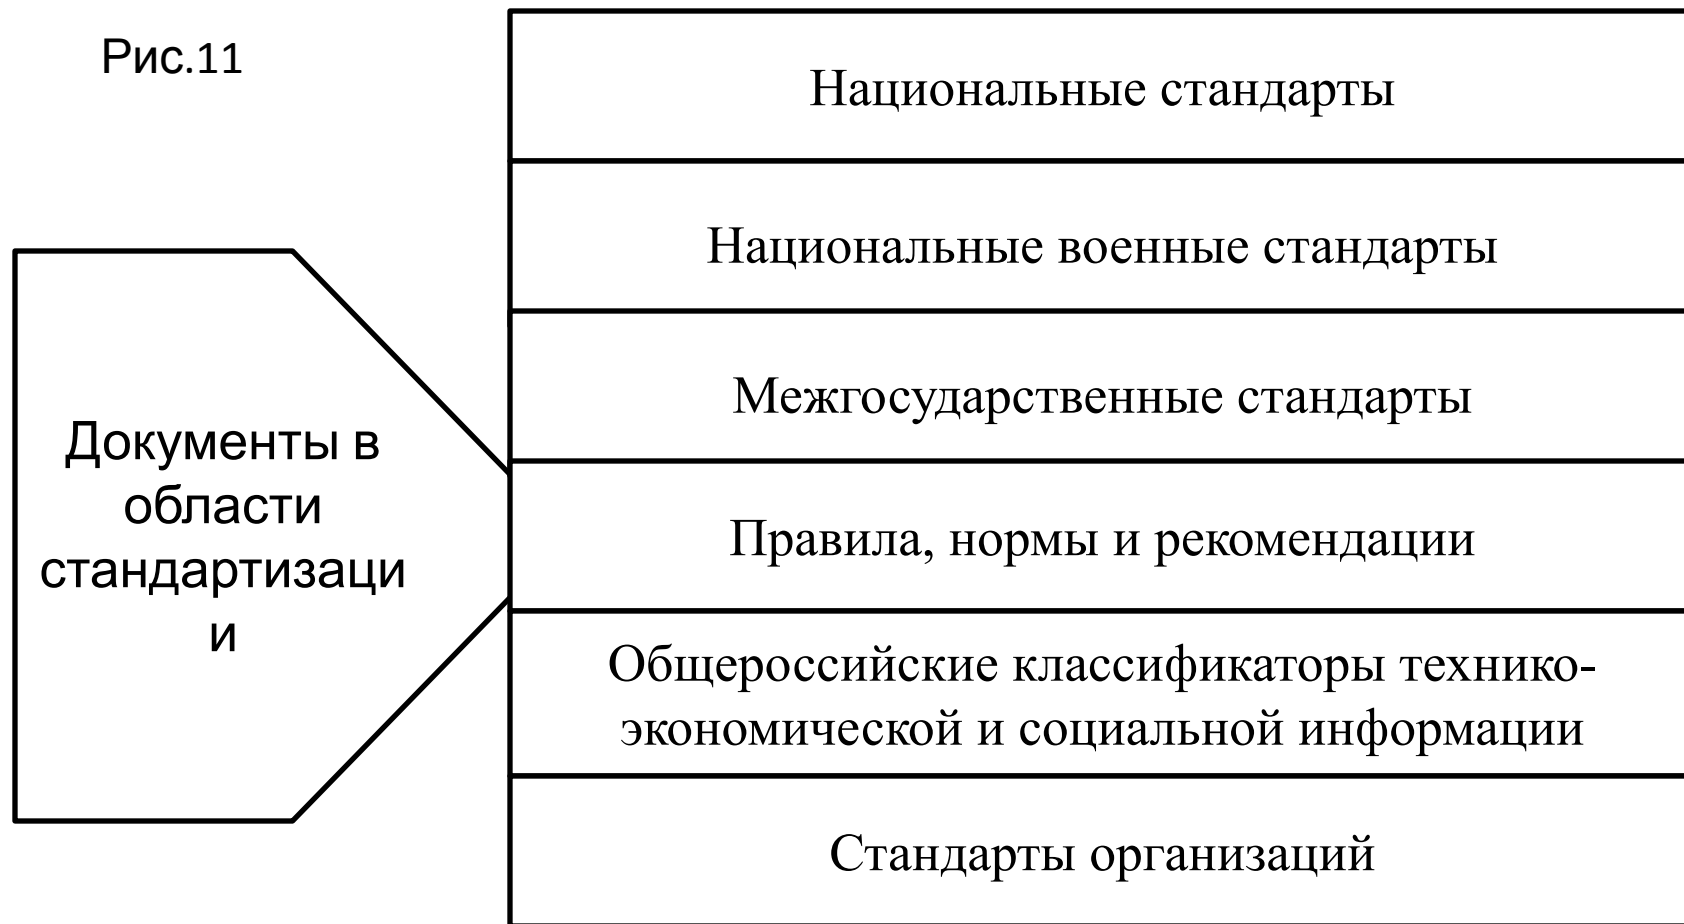 Рис.11
Национальные стандарты
Национальные военные стандарты
Межгосударственные стандарты
Документы в
области
стандартизаци
и
Правила, нормы и рекомендации
Общероссийские классификаторы технико-
экономической и социальной информации
Стандарты организаций